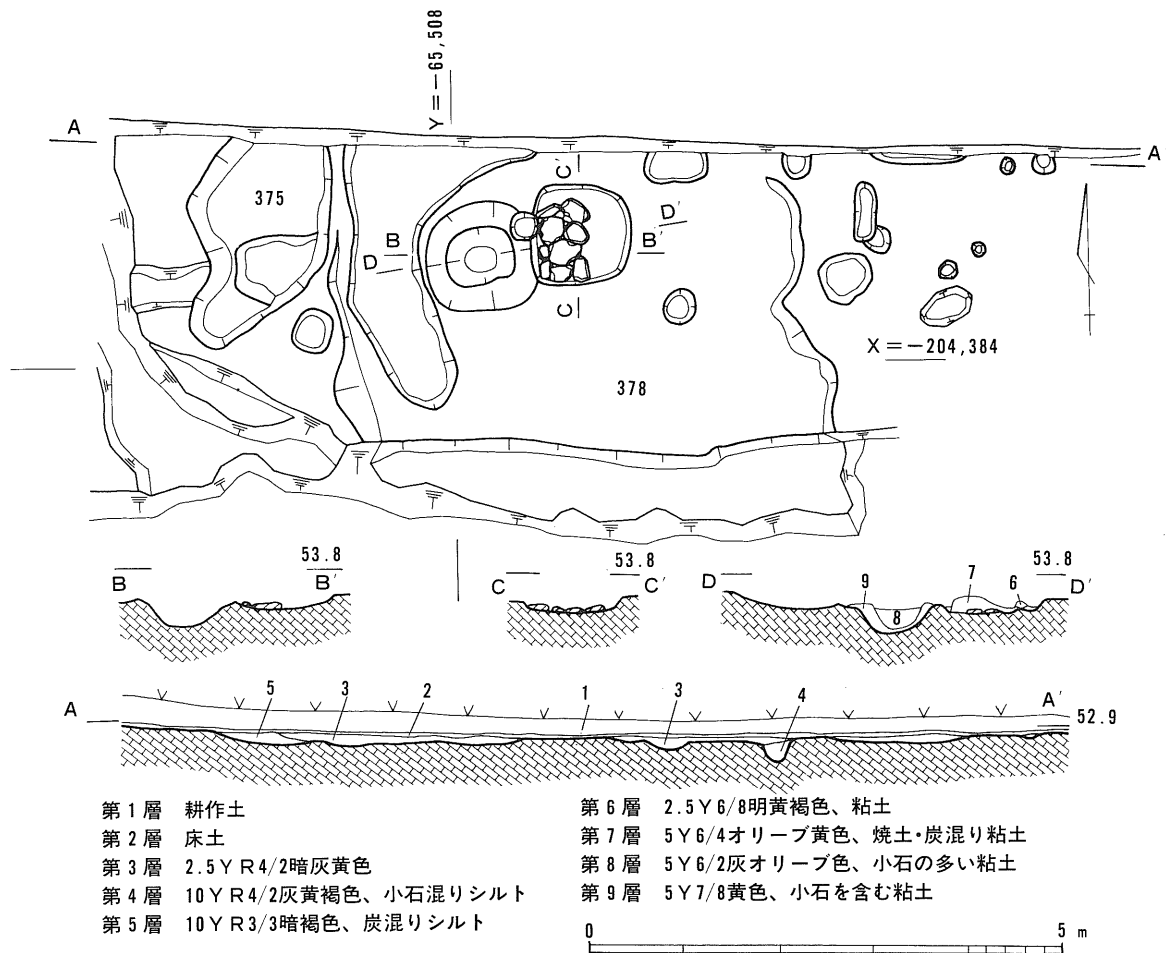 Y=-65,508
A
A
375
C'
D'
B
B'
D
C
X=-204,384
378
53.8
53.8
53.8
B
B'
C
C'
D
9
7
6
D'
8
A
5
3
2
1
3
4
A'
52.9
第1層 耕作土
第2層 床土
第3層 2.5YR4/2暗灰黄色
第4層 10YR4/2灰黄褐色、小石混りシルト
第5層 10YR3/3暗褐色、炭混りシルト
第6層 2.5Y6/8明黄褐色、粘土
第7層 5Y6/4オリーブ黄色、焼土・炭混り粘土
第8層 5Y6/2灰オリーブ色、小石の多い粘土
第9層 5Y7/8黄色、小石を含む粘土
0 5 m